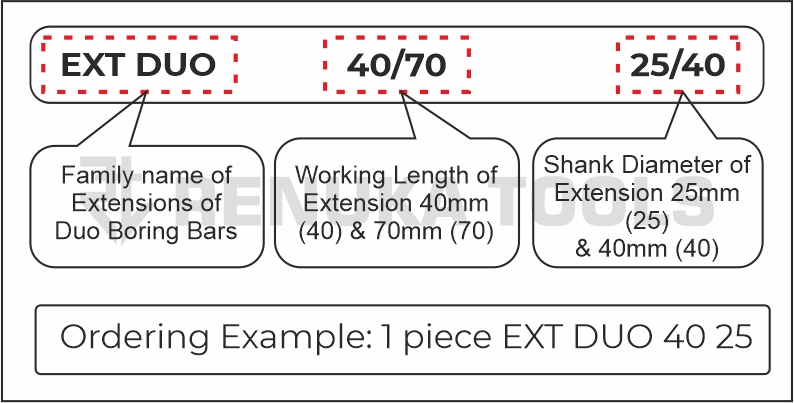 EXT DUO 40/70 25/40
Family name of
Extensions of
Duo Boring Bars
Working Length of
Extension 40mm
(40) & 70mm (70)
Shank Diameter of
Extension 25mm
(25)
& 40mm (40)
RENUKA TOOLS
Ordering Example: 1 piece EXT DUO 40 25